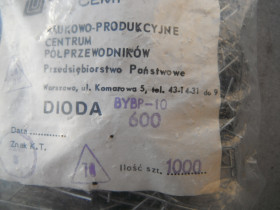 CEMI
NAUKOWO-PRODUKCYJNE
CENTRUM
PÓŁPRZEWODNIKÓW
Przedsiębiorstwo Państwowe
Warszawa, ul. Komarowa 5, tel. 43-14-31 do 9
DIODA BYBP-10
600
Data
Znak K.T. Ilość szt. 1000